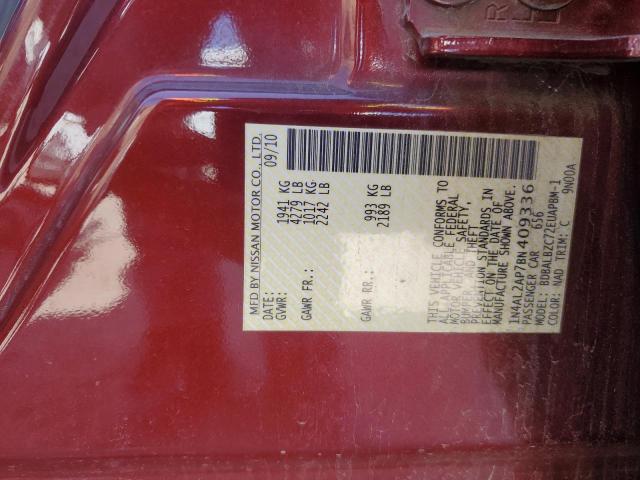 MFD BY NISSAN MOTOR CO., LTD.
DATE: 09/10
GVWR: 1941 KG
4279 LB
GAWR FR.: 1017 KG
2242 LB
GAWR RR.: 993 KG
2189 LB
THIS VEHICLE CONFORMS TO
ALL APPLICABLE FEDERAL
MOTOR VEHICLE SAFETY,
BUMPER, AND THEFT
PREVENTION STANDARDS IN
EFFECT ON THE DATE OF
MANUFACTURE SHOWN ABOVE.
1N4AL2AP7BN409336
PASSENGER CAR 656
MODEL: BDBALBZC7ZEUAPBM-1
COLOR: NAD TRIM: C 9N00A